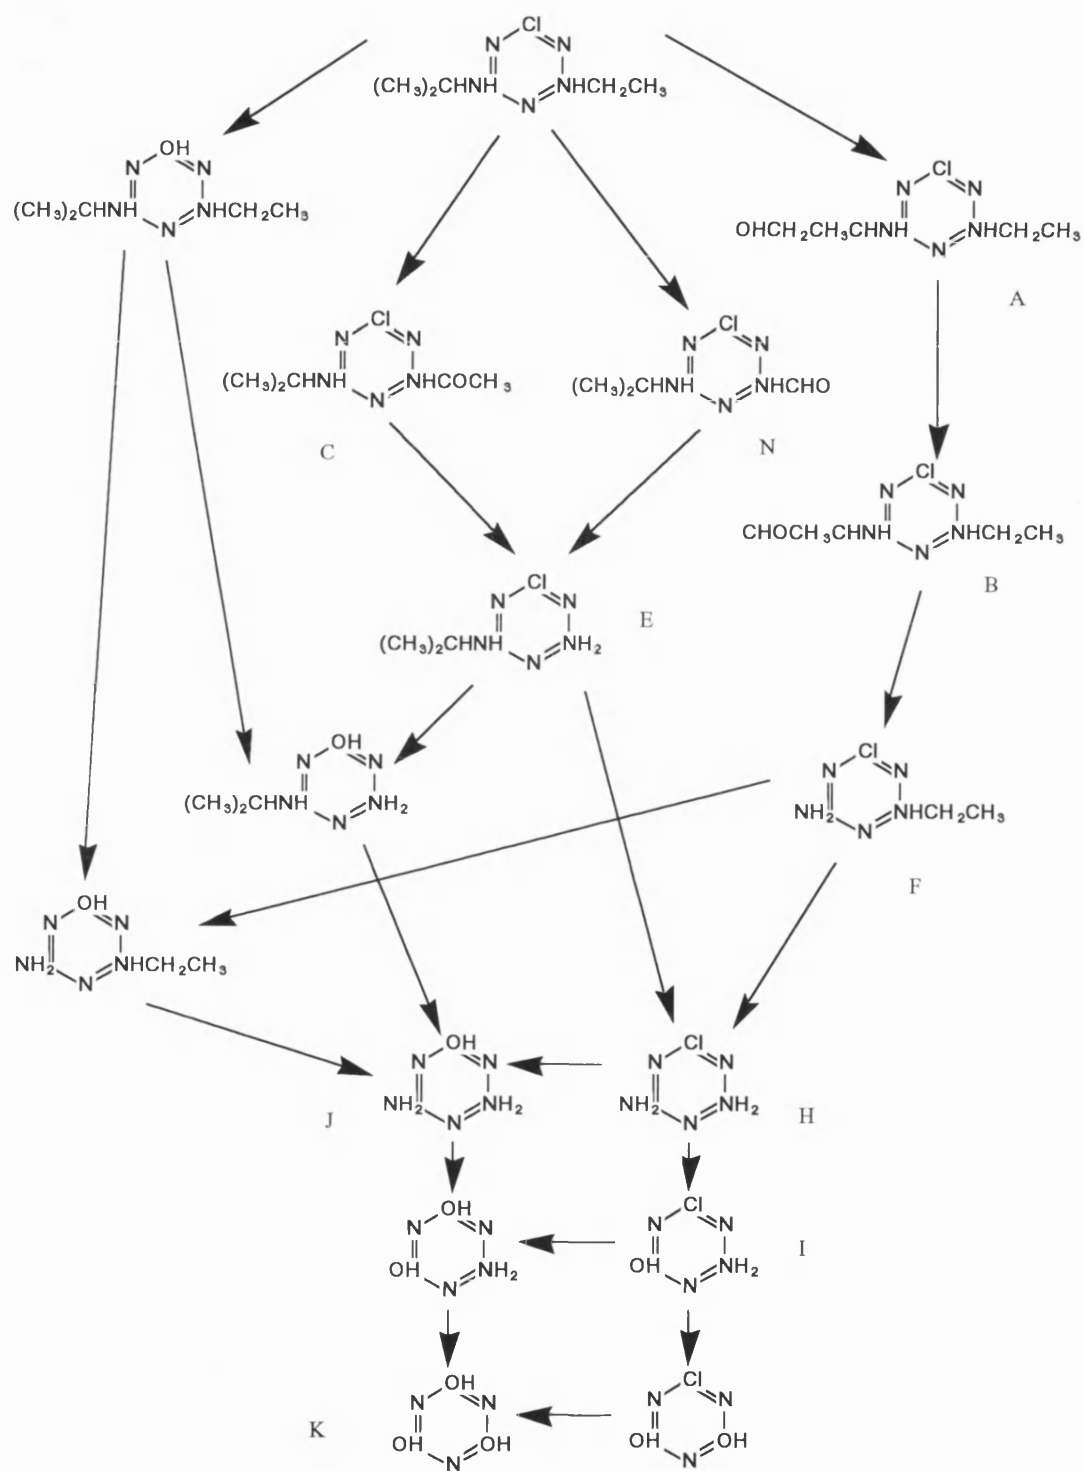 Cl
N N
(CH₃)₂CHNH N NHCH₂CH₃
OH
N N
(CH₃)₂CHNH N NHCH₂CH₃
Cl
N N
OHCH₂CH₃CHNH N NHCH₂CH₃
A
Cl
N N
(CH₃)₂CHNH N NHCOCH₃
C
Cl
N N
(CH₃)₂CHNH N NHCHO
N
Cl
N N
CHOCH₃CHNH N NHCH₂CH₃
B
Cl
N N
(CH₃)₂CHNH N NH₂
E
OH
N N
(CH₃)₂CHNH N NH₂
Cl
N N
NH₂ N NHCH₂CH₃
F
OH
N N
NH₂ N NHCH₂CH₃
OH
N N
NH₂ N NH₂
J
Cl
N N
NH₂ N NH₂
H
OH
N N
OH N NH₂
Cl
N N
OH N NH₂
I
OH
N N
OH N OH
K
Cl
N N
OH N OH